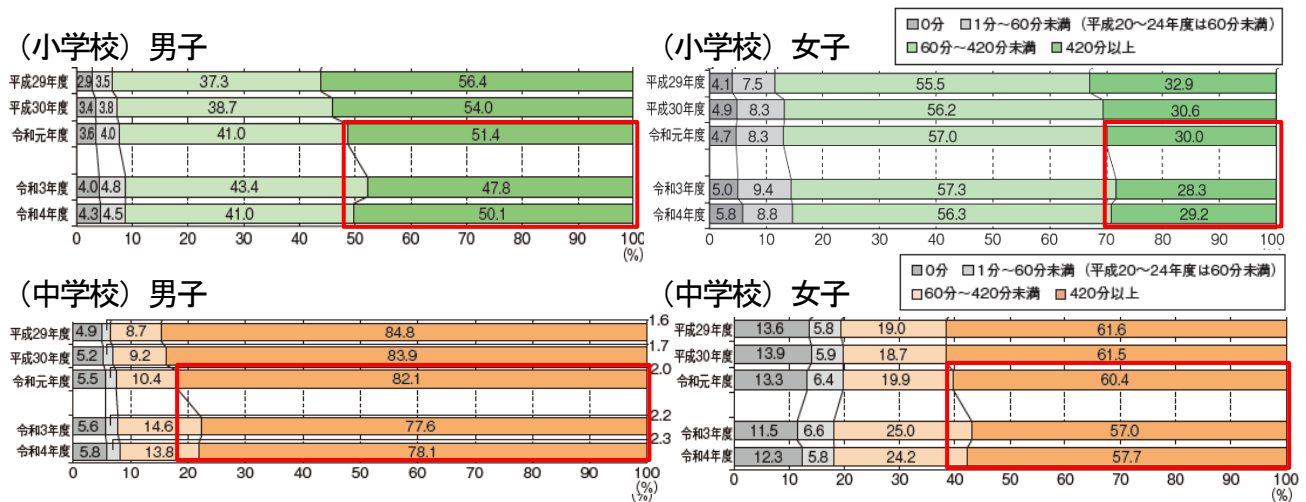 （小学校）男子
平成29年度 2.9 3.5 37.3 56.4
平成30年度 3.4 3.8 38.7 54.0
令和元年度 3.6 4.0 41.0 51.4
令和3年度 4.0 4.8 43.4 47.8
令和4年度 4.3 4.5 41.0 50.1
0 10 20 30 40 50 60 70 80 90 100
(%)
■0分 □1分～60分未満（平成20～24年度は60分未満）
■60分～420分未満 ■420分以上
（小学校）女子
平成29年度 4.1 7.5 55.5 32.9
平成30年度 4.9 8.3 56.2 30.6
令和元年度 4.7 8.3 57.0 30.0
令和3年度 5.0 9.4 57.3 28.3
令和4年度 5.8 8.8 56.3 29.2
0 10 20 30 40 50 60 70 80 90 100
（中学校）男子
平成29年度 4.9 8.7 84.8 1.6
平成30年度 5.2 9.2 83.9 1.7
令和元年度 5.5 10.4 82.1 2.0
令和3年度 5.6 14.6 77.6 2.2
令和4年度 5.8 13.8 78.1 2.3
0 10 20 30 40 50 60 70 80 90 100
(%)
■0分 □1分～60分未満（平成20～24年度は60分未満）
□60分～420分未満 ■420分以上
（中学校）女子
平成29年度 13.6 5.8 19.0 61.6
平成30年度 13.9 5.9 18.7 61.5
令和元年度 13.3 6.4 19.9 60.4
令和3年度 11.5 6.6 25.0 57.0
令和4年度 12.3 5.8 24.2 57.7
0 10 20 30 40 50 60 70 80 90 100
(%)